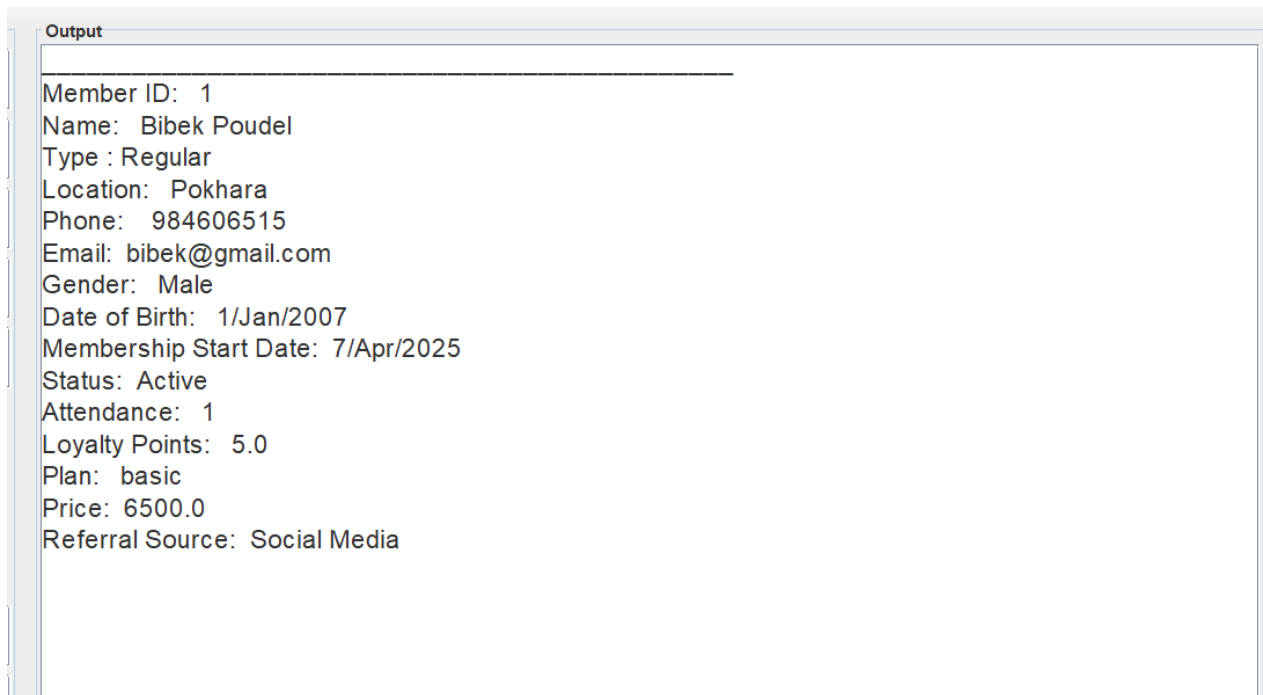 Output
______________________________________________
Member ID:   1
Name:   Bibek Poudel
Type : Regular
Location:   Pokhara
Phone:    984606515
Email:  bibek@gmail.com
Gender:   Male
Date of Birth:   1/Jan/2007
Membership Start Date:  7/Apr/2025
Status:  Active
Attendance:   1
Loyalty Points:   5.0
Plan:   basic
Price:  6500.0
Referral Source:  Social Media